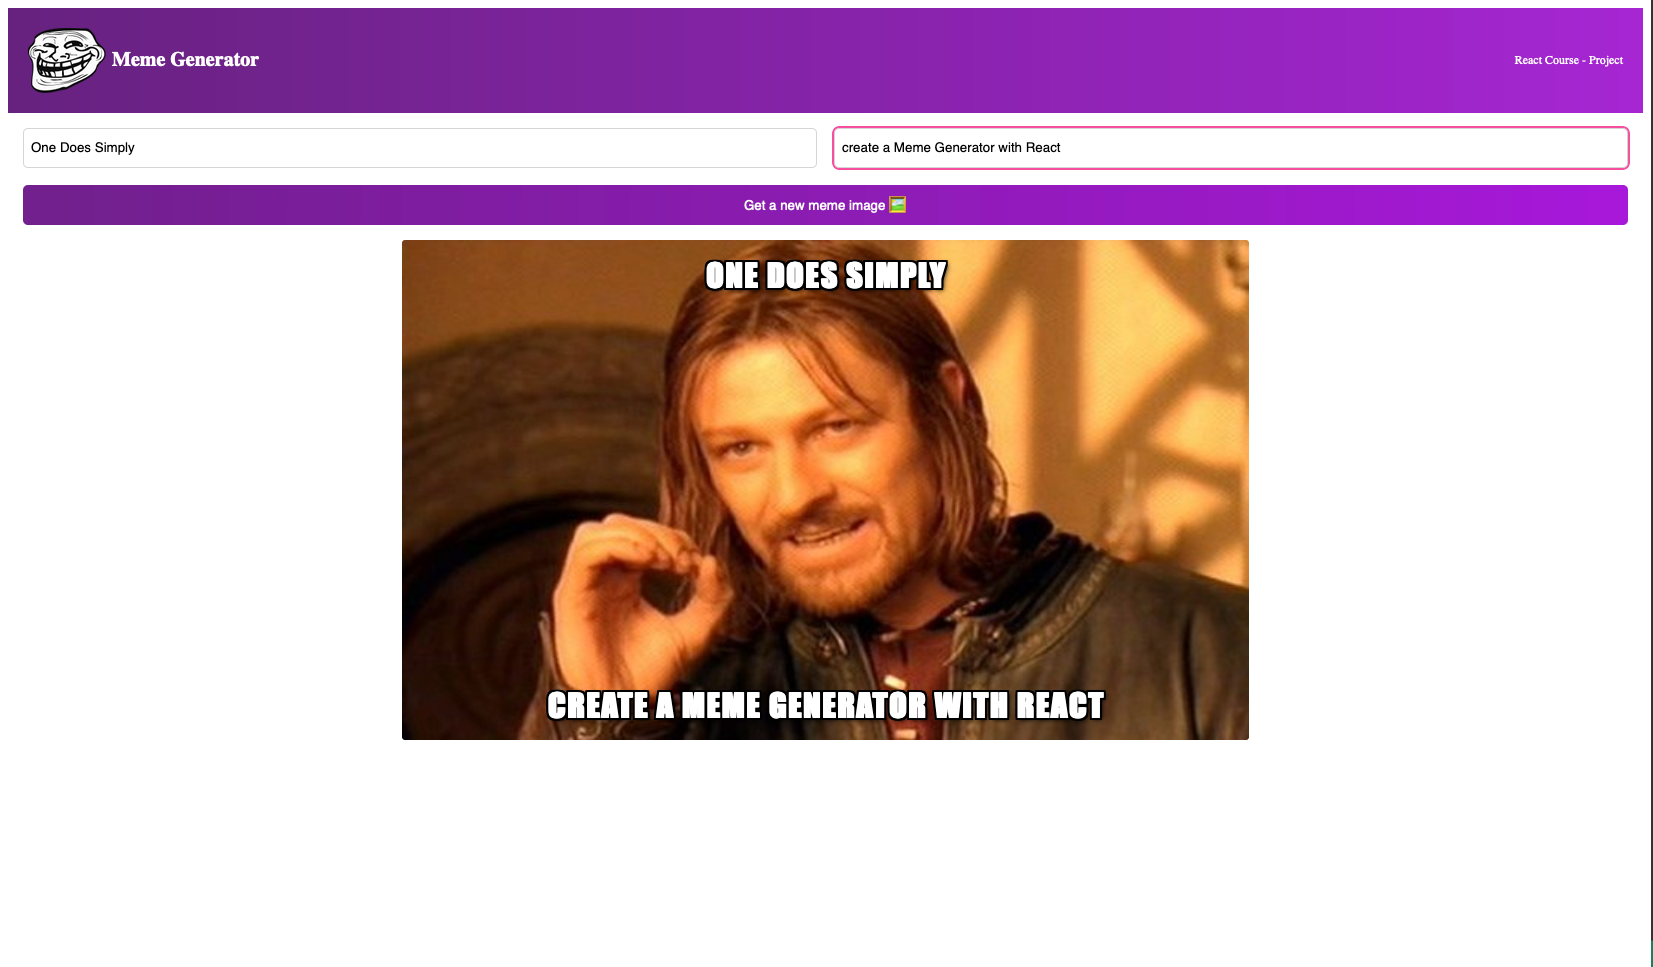 Meme Generator
React Course - Project
One Does Simply
create a Meme Generator with React
Get a new meme image 🖼️
ONE DOES SIMPLY
CREATE A MEME GENERATOR WITH REACT